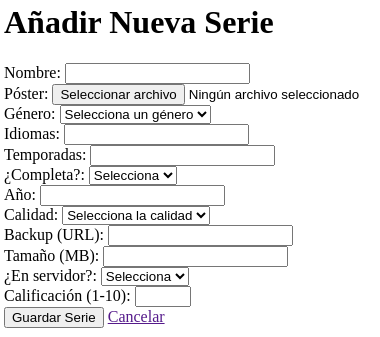 Añadir Nueva Serie
Nombre:
Póster: Seleccionar archivo Ningún archivo seleccionado
Género: Selecciona un género
Idiomas:
Temporadas:
¿Completa?: Selecciona
Año:
Calidad: Selecciona la calidad
Backup (URL):
Tamaño (MB):
¿En servidor?: Selecciona
Calificación (1-10):
Guardar Serie Cancelar